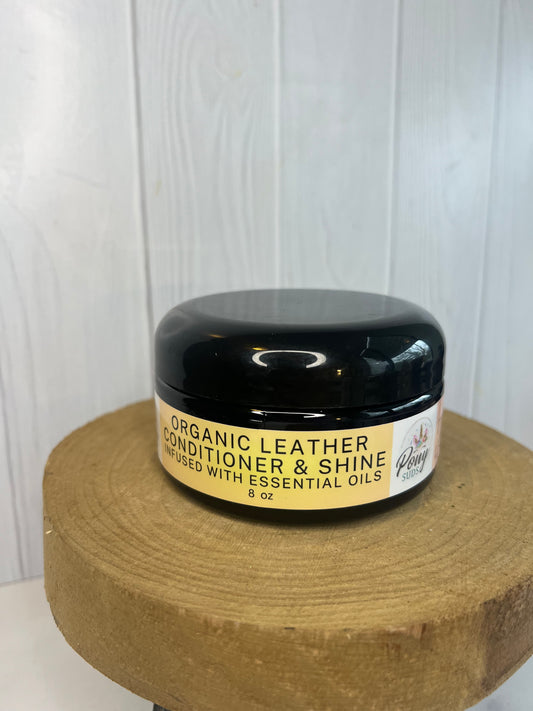 ORGANIC LEATHER
CONDITIONER & SHINE
INFUSED WITH ESSENTIAL OILS
8 oz
Pony
SUDS